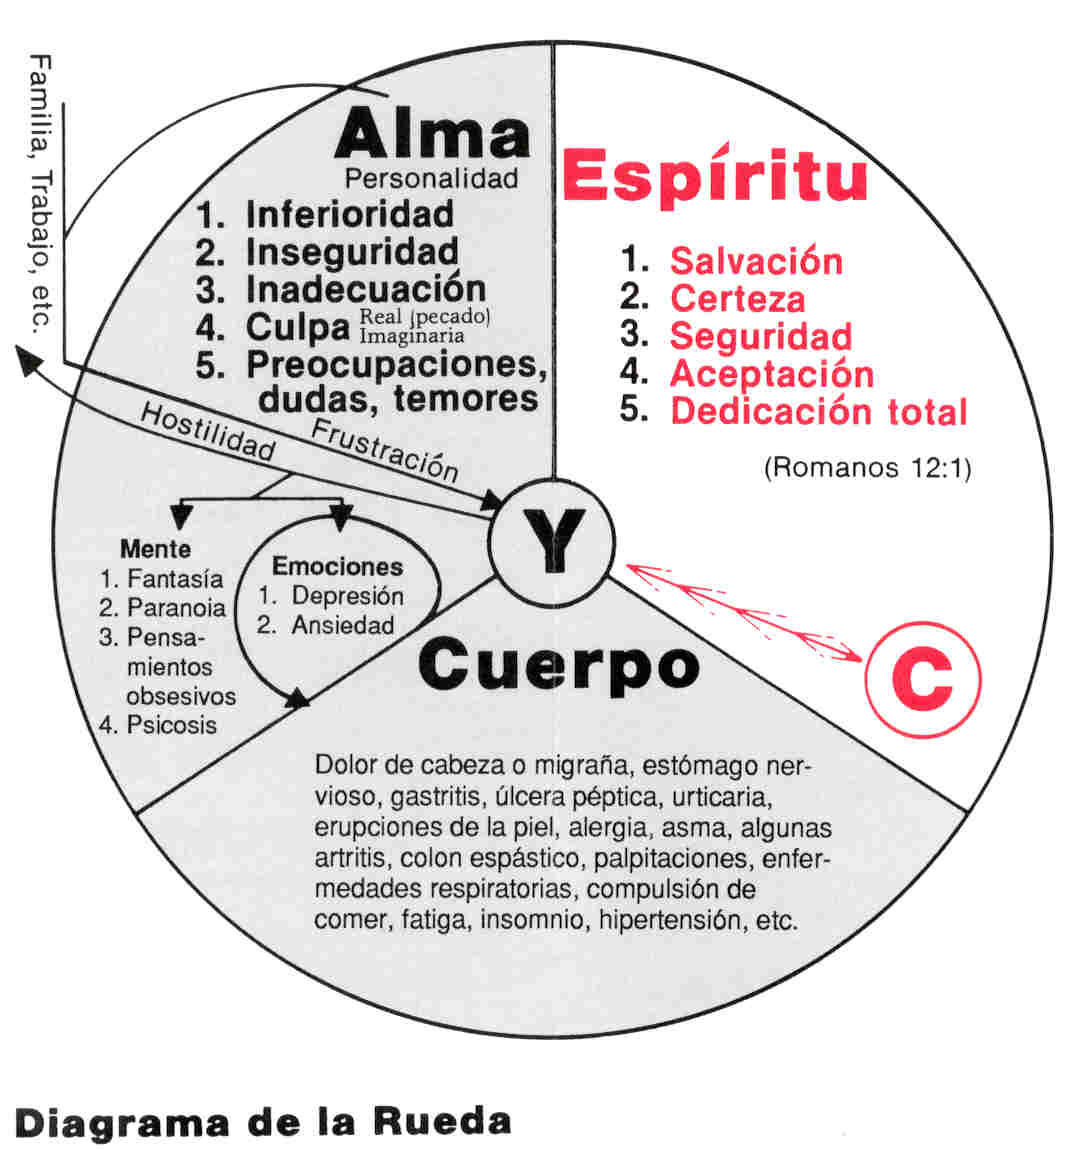 Familia, Trabajo, etc.
Alma
Personalidad
1. Inferioridad
2. Inseguridad
3. Inadecuación
4. Culpa Real (pecado)
Imaginaria
5. Preocupaciones,
dudas, temores
Espíritu
1. Salvación
2. Certeza
3. Seguridad
4. Aceptación
5. Dedicación total
(Romanos 12:1)
Hostilidad
Frustración
Y
C
Mente
1. Fantasía
2. Paranoia
3. Pensa-
mientos
obsesivos
4. Psicosis
Emociones
1. Depresión
2. Ansiedad
Cuerpo
Dolor de cabeza o migraña, estómago ner-
vioso, gastritis, úlcera péptica, urticaria,
erupciones de la piel, alergia, asma, algunas
artritis, colon espástico, palpitaciones, enfer-
medades respiratorias, compulsión de
comer, fatiga, insomnio, hipertensión, etc.
Diagrama de la Rueda